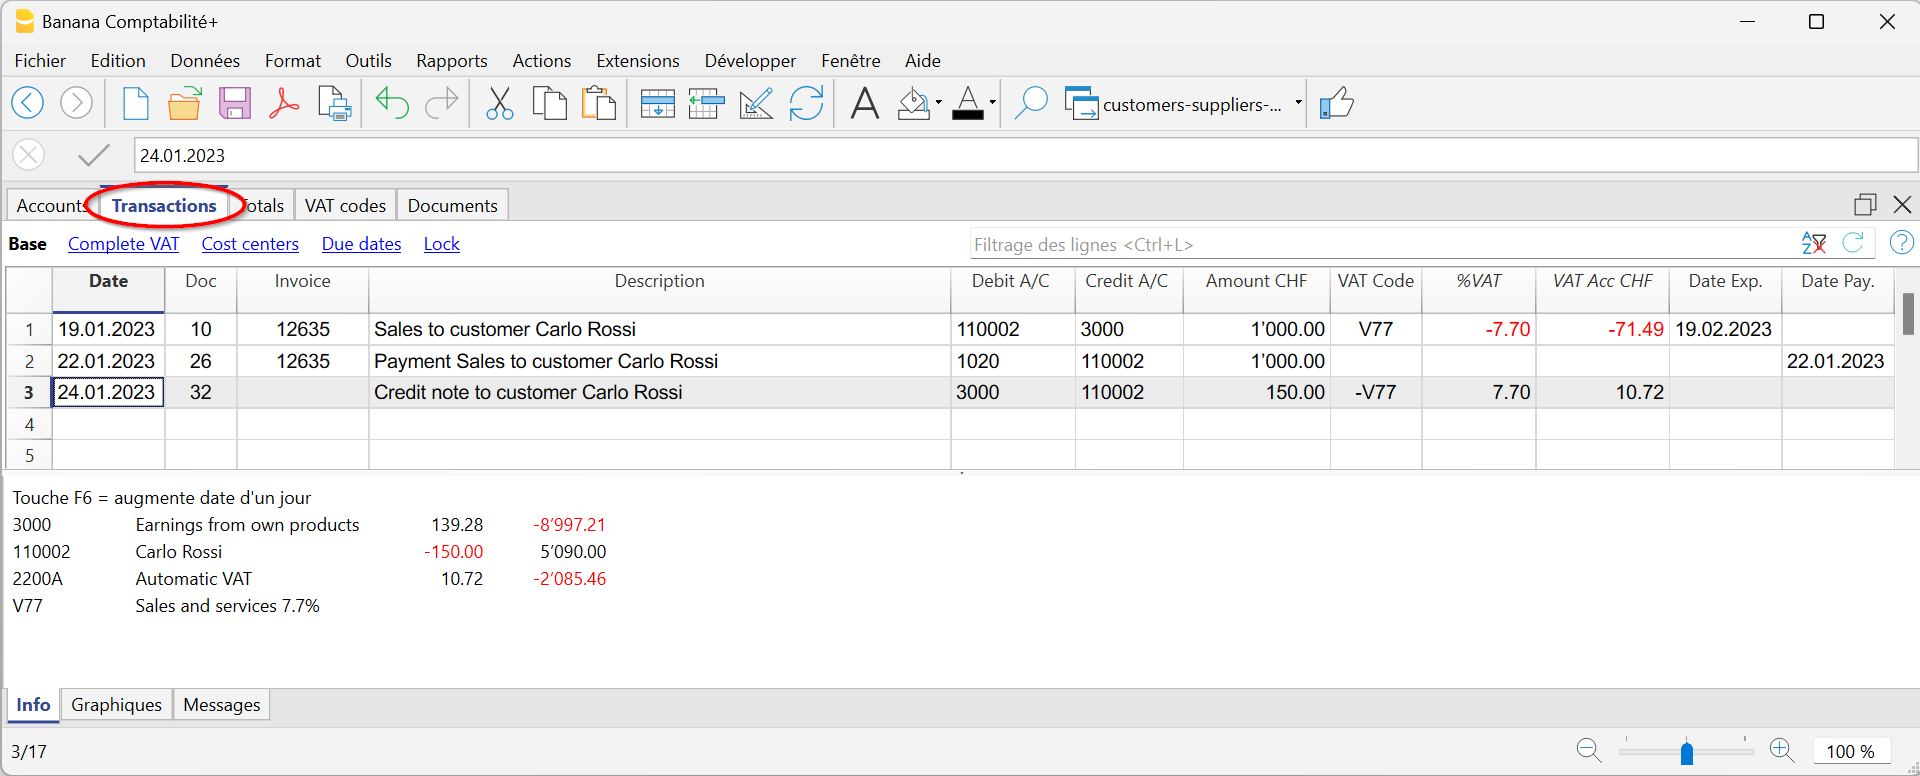 Banana Comptabilité+
Fichier Edition Données Format Outils Rapports Actions Extensions Développer Fenêtre Aide
customers-suppliers-...
24.01.2023
Accounts Transactions Totals VAT codes Documents
Base Complete VAT Cost centers Due dates Lock Filtrage des lignes <Ctrl+L>
Date Doc Invoice Description Debit A/C Credit A/C Amount CHF VAT Code %VAT VAT Acc CHF Date Exp. Date Pay.
1 19.01.2023 10 12635 Sales to customer Carlo Rossi 110002 3000 1’000.00 V77 -7.70 -71.49 19.02.2023
2 22.01.2023 26 12635 Payment Sales to customer Carlo Rossi 1020 110002 1’000.00 22.01.2023
3 24.01.2023 32 Credit note to customer Carlo Rossi 3000 110002 150.00 -V77 7.70 10.72
4
5
Touche F6 = augmente date d'un jour
3000 Earnings from own products 139.28 -8’997.21
110002 Carlo Rossi -150.00 5’090.00
2200A Automatic VAT 10.72 -2’085.46
V77 Sales and services 7.7%
Info Graphiques Messages
3/17 100 %